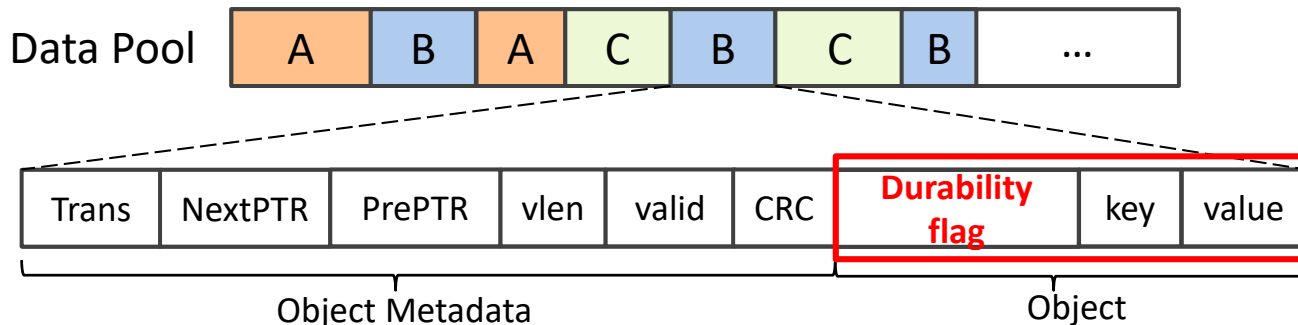 Data Pool A B A C B C B ...
Trans NextPTR PrePTR vlen valid CRC Durability flag key value
Object Metadata Object